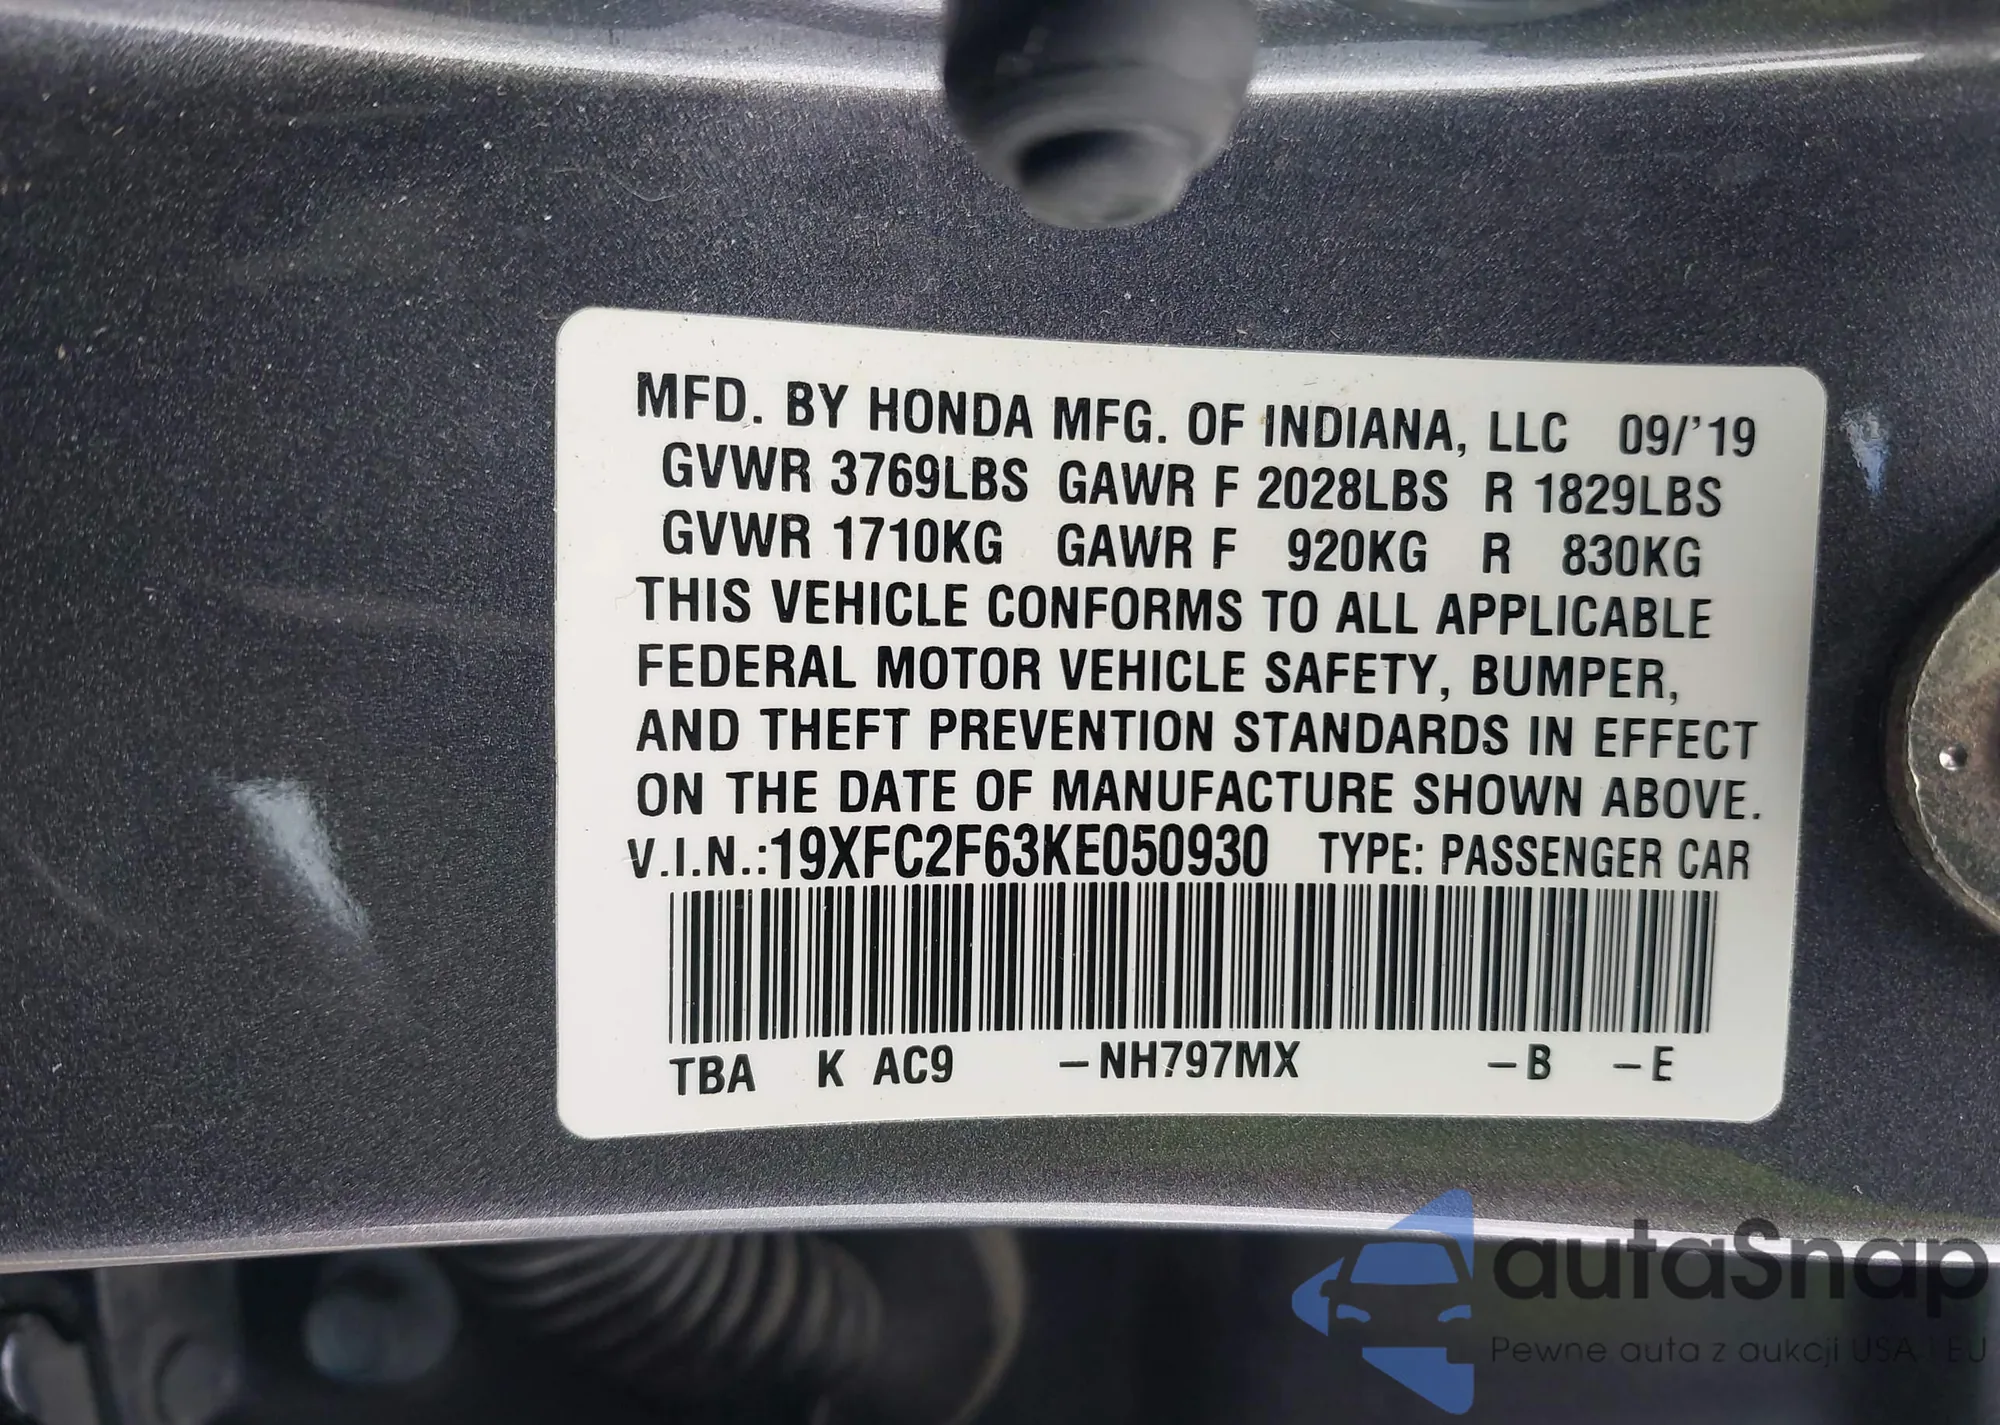 MFD. BY HONDA MFG. OF INDIANA, LLC 09/'19
GVWR 3769LBS GAWR F 2028LBS R 1829LBS
GVWR 1710KG GAWR F 920KG R 830KG
THIS VEHICLE CONFORMS TO ALL APPLICABLE
FEDERAL MOTOR VEHICLE SAFETY, BUMPER,
AND THEFT PREVENTION STANDARDS IN EFFECT
ON THE DATE OF MANUFACTURE SHOWN ABOVE.
V.I.N.:19XFC2F63KE050930 TYPE: PASSENGER CAR
TBA K AC9 –NH797MX –B –E
autaSnap
Pewne auta z aukcji USA i EU